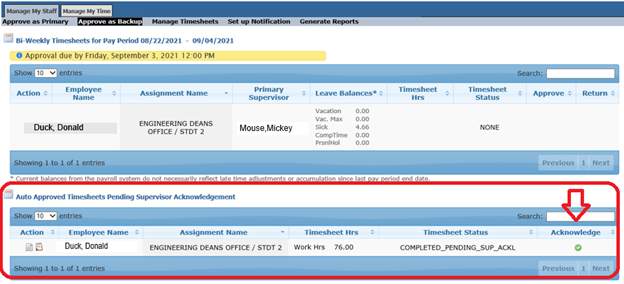 Manage My Staff Manage My Time
Approve as Primary Approve as Backup Manage Timesheets Set up Notification Generate Reports
Bi-Weekly Timesheets for Pay Period 08/22/2021 - 09/04/2021
Approval due by Friday, September 3, 2021 12:00 PM
Show 10 entries Search:
Action Employee Name Assignment Name Primary Supervisor Leave Balances* Timesheet Hrs Timesheet Status Approve Return
Duck, Donald ENGINEERING DEANS OFFICE / STDT 2 Mouse,Mickey Vacation 0.00 NONE
Vac. Max 0.00
Sick 4.66
CompTime 0.00
PrsnlHol 0.00
Showing 1 to 1 of 1 entries Previous 1 Next
* Current balances from the payroll system do not necessarily reflect late time adjustments or accumulation since last pay period end date.
Auto Approved Timesheets Pending Supervisor Acknowledgement
Show 10 entries Search:
Action Employee Name Assignment Name Timesheet Hrs Timesheet Status Acknowledge
Duck, Donald ENGINEERING DEANS OFFICE / STDT 2 Work Hrs 76.00 COMPLETED_PENDING_SUP_ACKL
Showing 1 to 1 of 1 entries Previous 1 Next